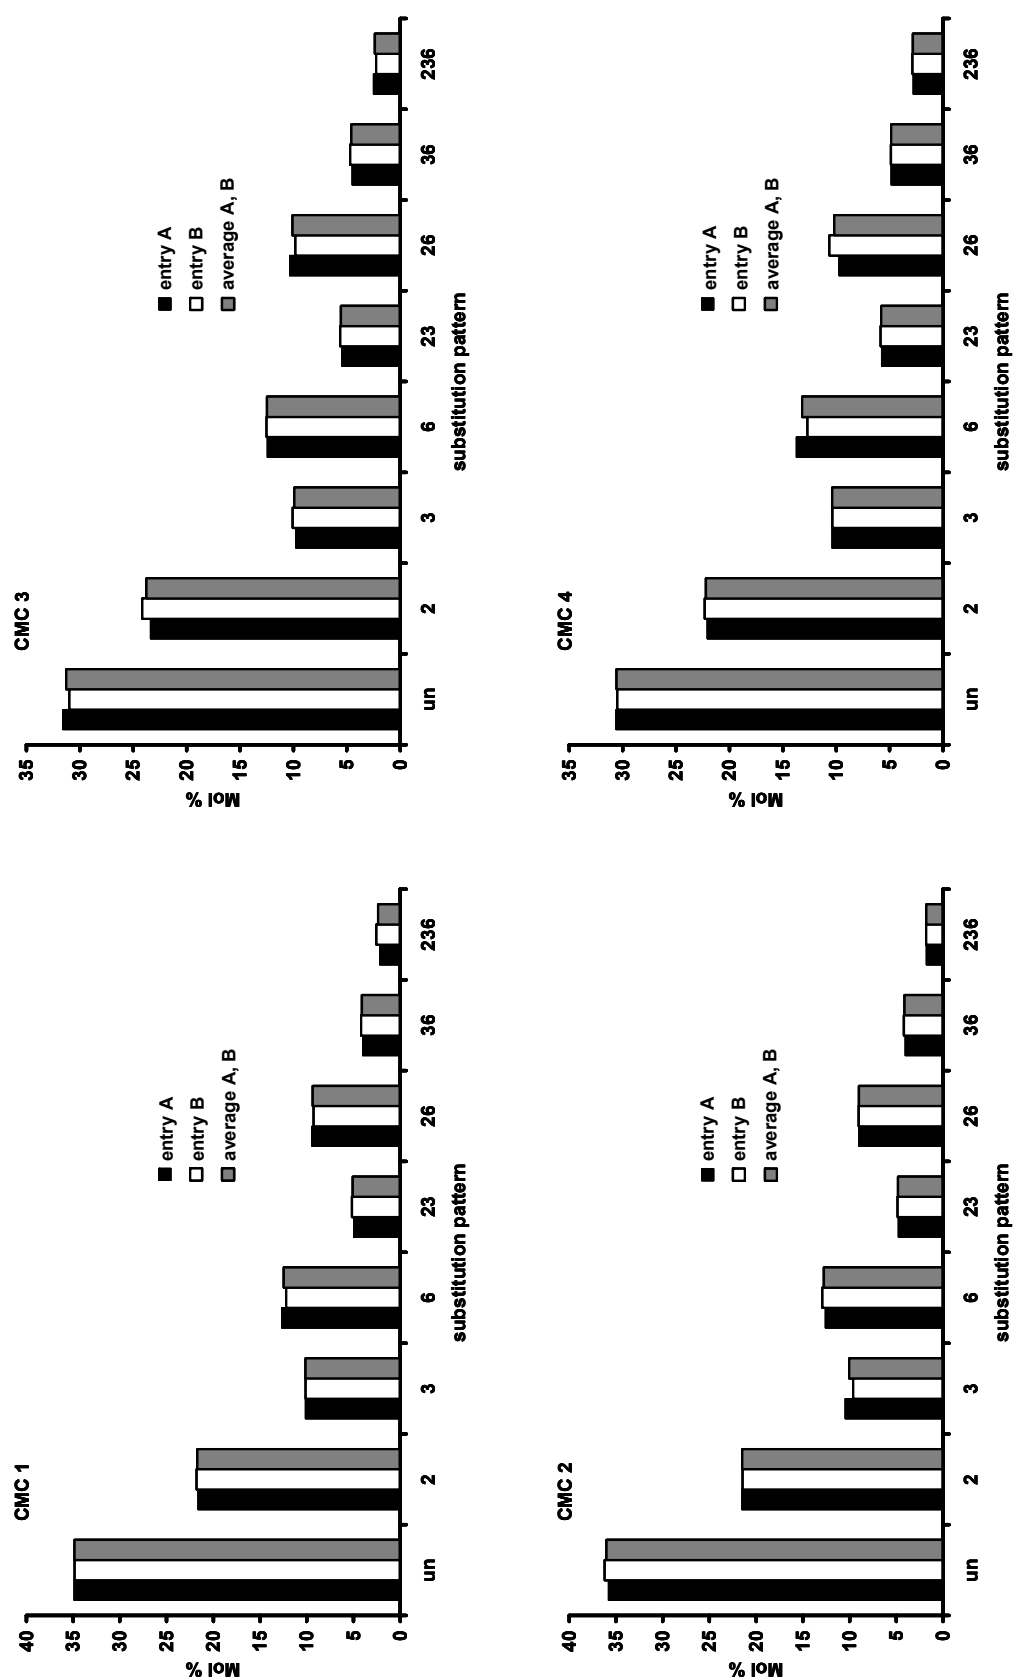 CMC 1
40
35
30
25
20
15
10
5
0
Mol %
un
2
3
6
23
26
36
236
substitution pattern
entry A
entry B
average A, B
CMC 3
35
30
25
20
15
10
5
0
Mol %
un
2
3
6
23
26
36
236
substitution pattern
entry A
entry B
average A, B
CMC 2
40
35
30
25
20
15
10
5
0
Mol %
un
2
3
6
23
26
36
236
substitution pattern
entry A
entry B
average A, B
CMC 4
35
30
25
20
15
10
5
0
Mol %
un
2
3
6
23
26
36
236
substitution pattern
entry A
entry B
average A, B